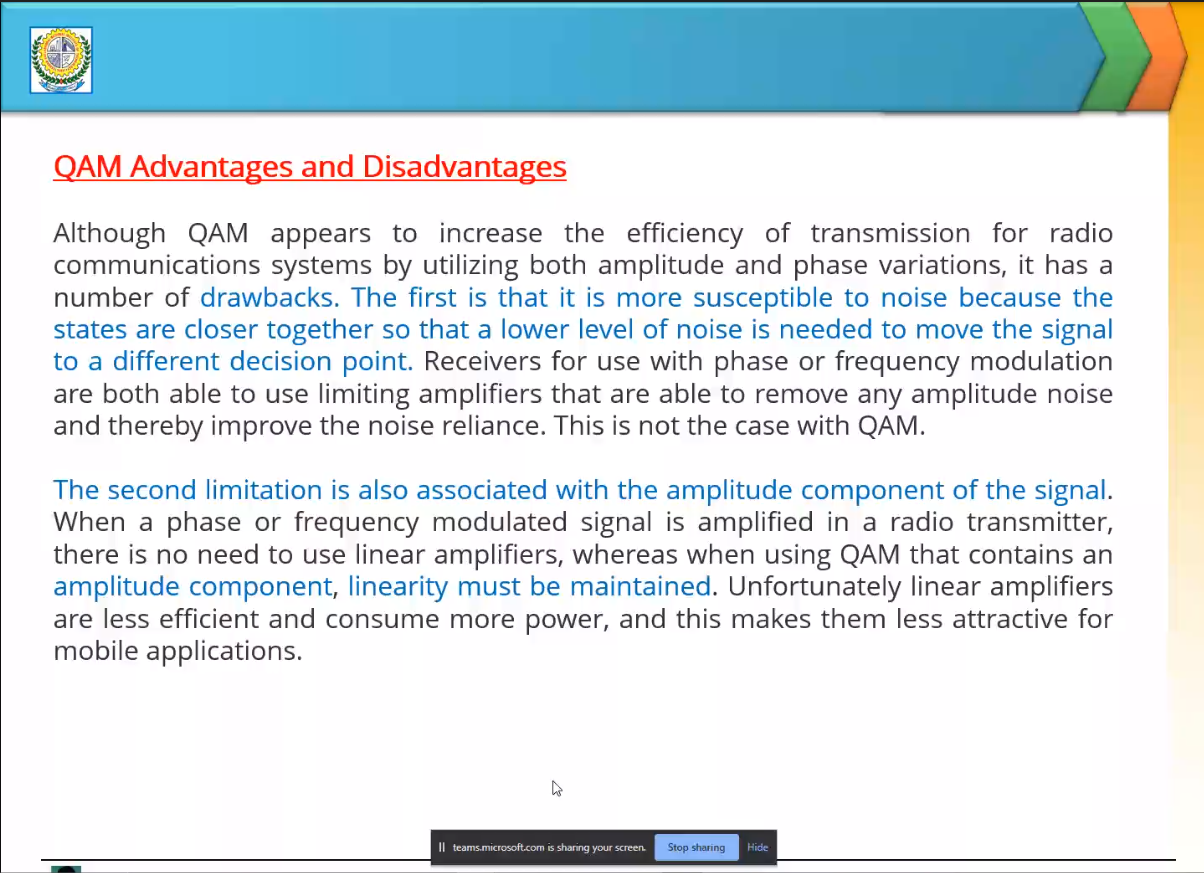 QAM Advantages and Disadvantages
Although QAM appears to increase the efficiency of transmission for radio
communications systems by utilizing both amplitude and phase variations, it has a
number of drawbacks. The first is that it is more susceptible to noise because the
states are closer together so that a lower level of noise is needed to move the signal
to a different decision point. Receivers for use with phase or frequency modulation
are both able to use limiting amplifiers that are able to remove any amplitude noise
and thereby improve the noise reliance. This is not the case with QAM.
The second limitation is also associated with the amplitude component of the signal.
When a phase or frequency modulated signal is amplified in a radio transmitter,
there is no need to use linear amplifiers, whereas when using QAM that contains an
amplitude component, linearity must be maintained. Unfortunately linear amplifiers
are less efficient and consume more power, and this makes them less attractive for
mobile applications.
teams.microsoft.com is sharing your screen. Stop sharing Hide